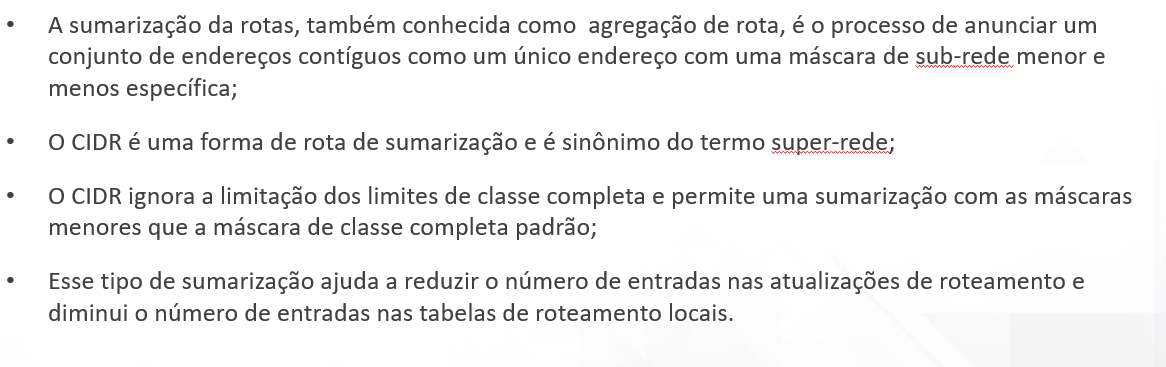 • A sumarização da rotas, também conhecida como  agregação de rota, é o processo de anunciar um
conjunto de endereços contíguos como um único endereço com uma máscara de sub-rede menor e
menos específica;
• O CIDR é uma forma de rota de sumarização e é sinônimo do termo super-rede;
• O CIDR ignora a limitação dos limites de classe completa e permite uma sumarização com as máscaras
menores que a máscara de classe completa padrão;
• Esse tipo de sumarização ajuda a reduzir o número de entradas nas atualizações de roteamento e
diminui o número de entradas nas tabelas de roteamento locais.